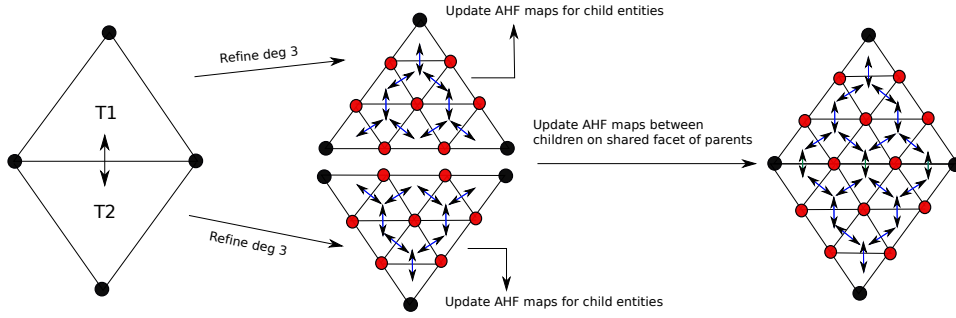 Update AHF maps for child entities
Refine deg 3
T1
Update AHF maps between
children on shared facet of parents
T2
Refine deg 3
Update AHF maps for child entities